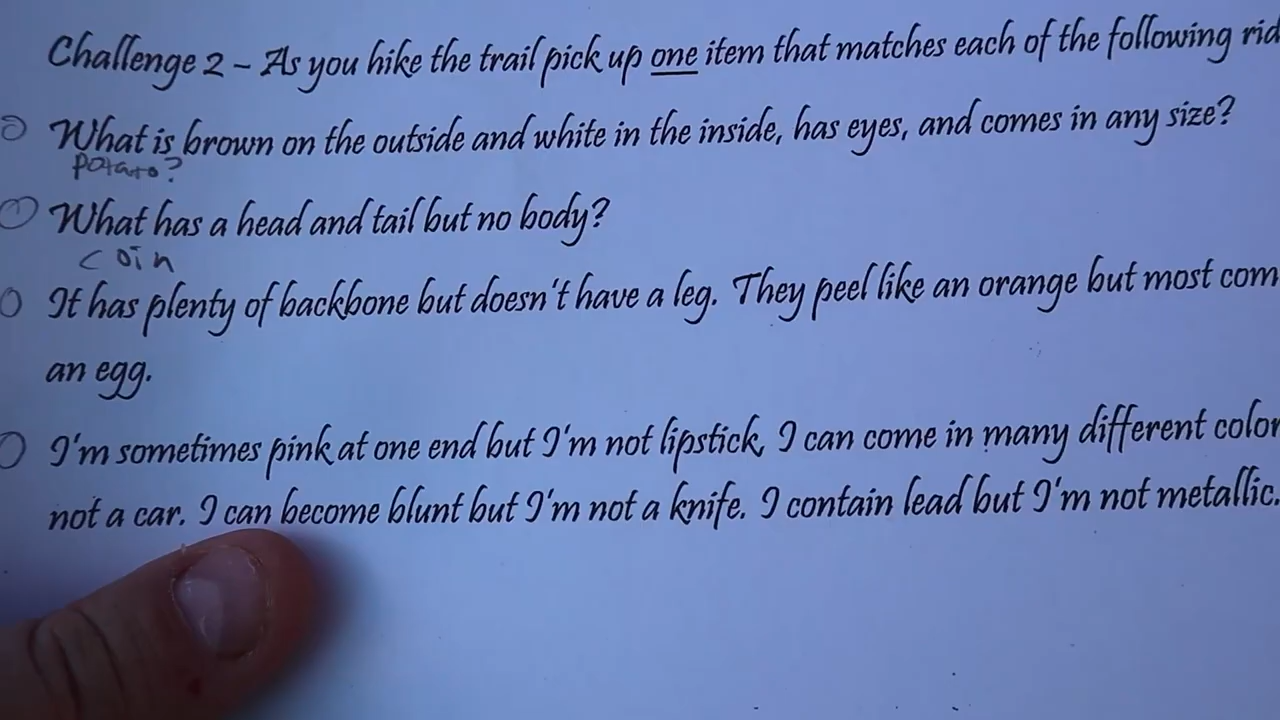 Challenge 2 – As you hike the trail pick up one item that matches each of the following rid
What is brown on the outside and white in the inside, has eyes, and comes in any size?
Potato?
What has a head and tail but no body?
Coin
It has plenty of backbone but doesn't have a leg. They peel like an orange but most com
an egg.
I'm sometimes pink at one end but I'm not lipstick, I can come in many different color
not a car. I can become blunt but I'm not a knife. I contain lead but I'm not metallic.